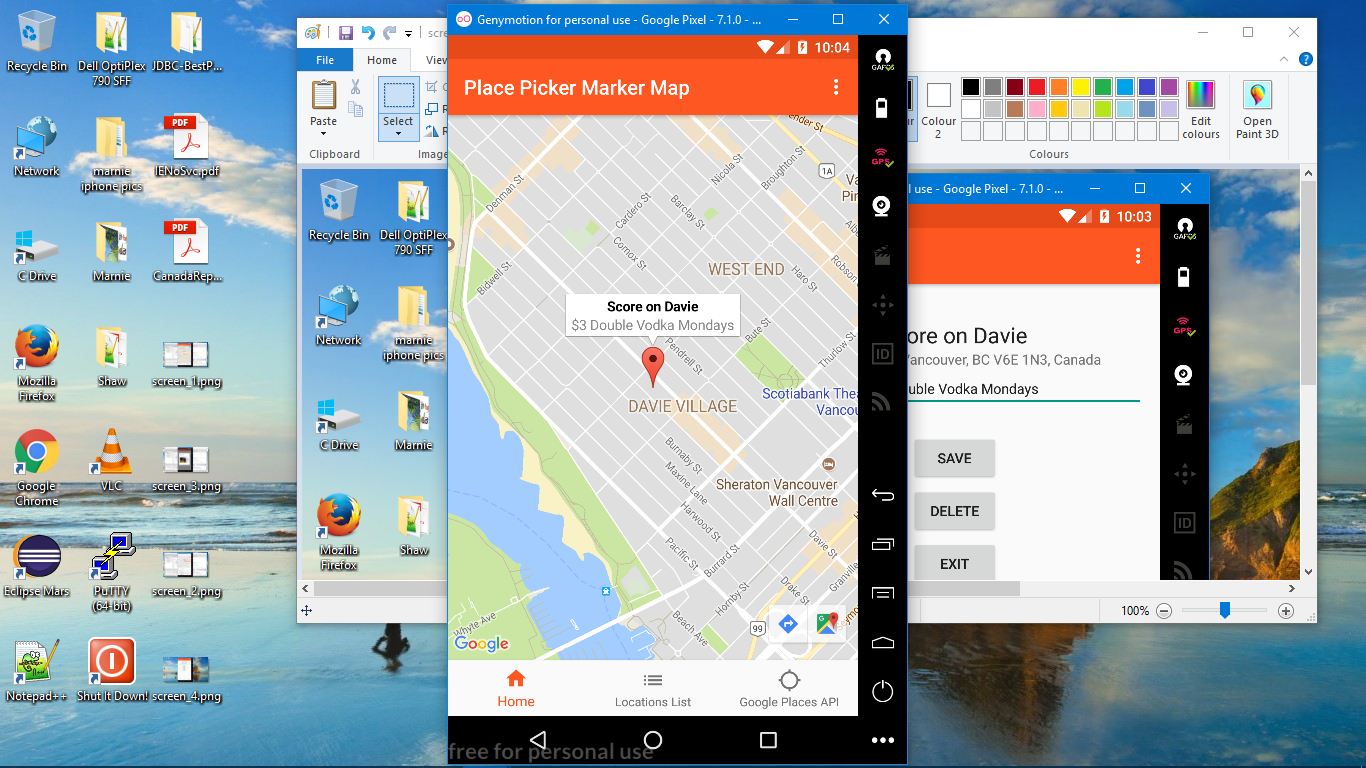 Recycle Bin
Dell OptiPlex
790 SFF
JDBC-BestP...
Network
marnie
iphone pics
PDF
IENoSvc.pdf
C Drive
Marnie
PDF
CanadaRep...
Mozilla
Firefox
Shaw
screen_1.png
Google
Chrome
VLC
screen_3.png
Eclipse Mars
PuTTY
(64-bit)
screen_2.png
Notepad++
Shut It Down!
screen_4.png
scre
File
Home
View
Paste
Select
Clipboard
Image
Colour
2
Edit
colours
Open
Paint 3D
Colours
Recycle Bin
Dell OptiPlex
790 SFF
Network
marnie
iphone pics
C Drive
Marnie
Mozilla
Firefox
Shaw
100%
Genymotion for personal use - Google Pixel - 7.1.0 - ...
10:04
Place Picker Marker Map
ender St
Denman St
Nicola St
Broughton St
1A
Cardero St
Barclay St
Comox St
Bidwell St
WEST END
Haro St
Robson
Score on Davie
$3 Double Vodka Mondays
Bute St
Pendrell St
Thurlow St
DAVIE VILLAGE
Scotiabank Thea
Vancou
Burnaby St
Maxine Lane
Sheraton Vancouver
Wall Centre
Harwood St
Pacific St
Burrard St
Davie St
Granville
Drake St
Hornby St
Beach Ave
99
Whyte Ave
Google
Home
Locations List
Google Places API
free for personal use
GAPPS
GPS
ID
l use - Google Pixel - 7.1.0 - ...
10:03
ore on Davie
Vancouver, BC V6E 1N3, Canada
uble Vodka Mondays
SAVE
DELETE
EXIT
GAPPS
GPS
ID